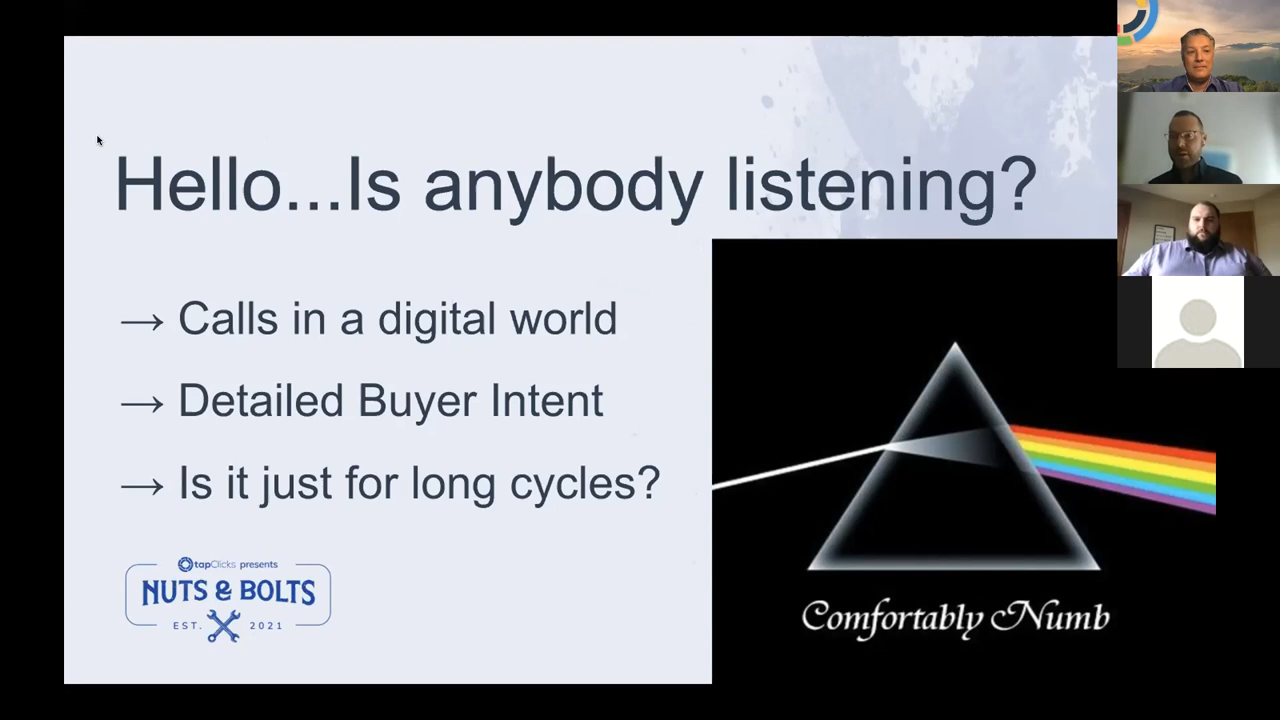 Hello...Is anybody listening?
→ Calls in a digital world
→ Detailed Buyer Intent
→ Is it just for long cycles?
tapClicks presents
NUTS & BOLTS
EST. 2021
Comfortably Numb